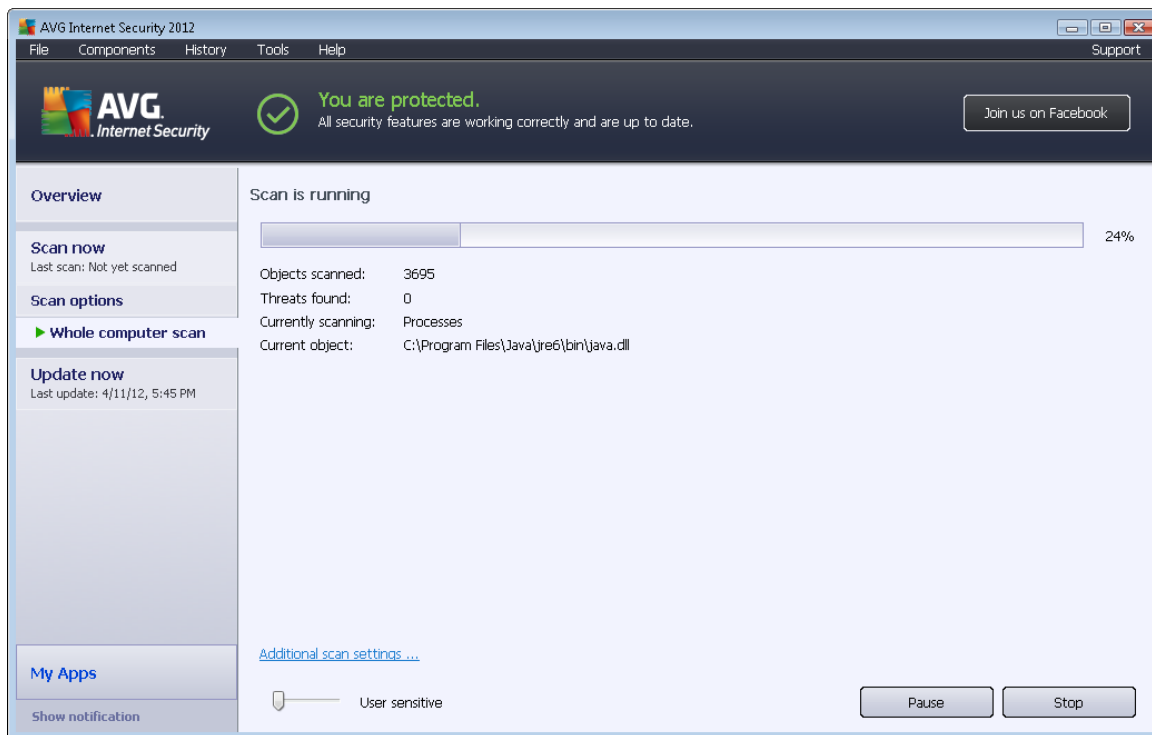 AVG Internet Security 2012
File Components History Tools Help Support
AVG.
Internet Security
You are protected.
All security features are working correctly and are up to date.
Join us on Facebook
Overview
Scan now
Last scan: Not yet scanned
Scan options
Whole computer scan
Update now
Last update: 4/11/12, 5:45 PM
My Apps
Show notification
Scan is running
24%
Objects scanned: 3695
Threats found: 0
Currently scanning: Processes
Current object: C:\Program Files\Java\jre6\bin\java.dll
Additional scan settings ...
User sensitive
Pause Stop